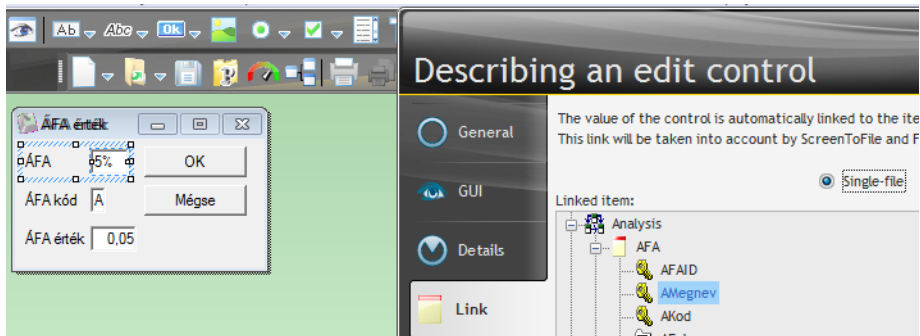 Ab
Abc
Ok
Describing an edit control
ÁFA érték
ÁFA
5%
OK
ÁFA kód
A
Mégse
ÁFA érték
0,05
General
GUI
Details
Link
The value of the control is automatically linked to the ite
This link will be taken into account by ScreenToFile and F
Single-file
Linked item:
Analysis
AFA
AFAID
AMegnev
AKod